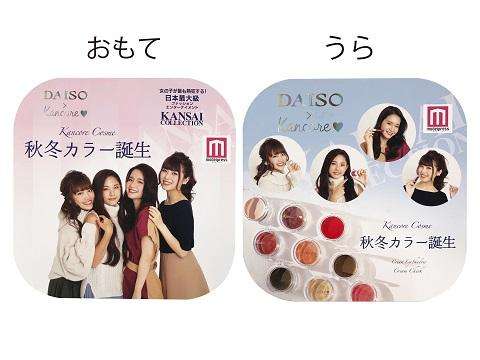 おもて
うら
DAISO
×
Kancore♥
女の子が最も熱狂する!
日本最大級
ファッション
エンターテイメント
KANSAI
COLLECTION
Kancore Cosme
秋冬カラー誕生
m
modelpress
DAISO
×
Kancore♥
m
modelpress
Kancore Cosme
秋冬カラー誕生
Cream Eyeshadow
Cream Cheek